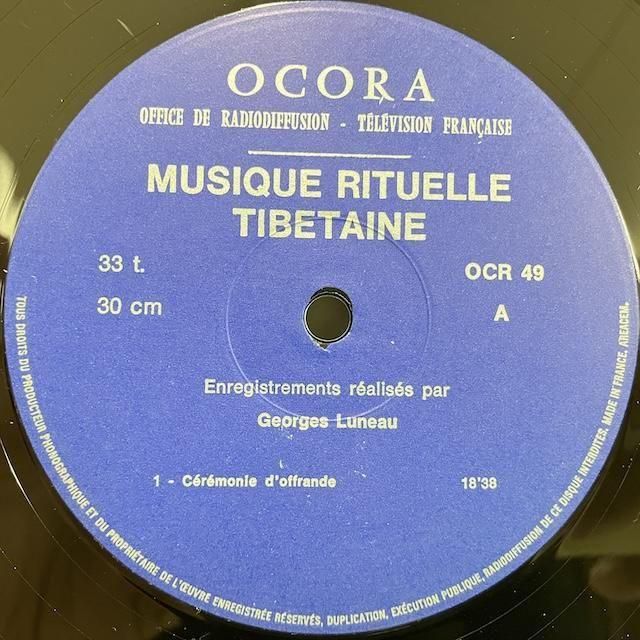 OCORA
OFFICE DE RADIODIFFUSION - TÉLÉVISION FRANÇAISE
MUSIQUE RITUELLE
TIBETAINE
33 t.
OCR 49
30 cm
A
Enregistrements réalisés par
Georges Luneau
1 - Cérémonie d'offrande 18'38
TOUS DROITS DU PRODUCTEUR PHONOGRAPHIQUE ET DU PROPRIÉTAIRE DE L'ŒUVRE ENREGISTRÉE RÉSERVÉS, DUPLICATION, EXÉCUTION PUBLIQUE, RADIODIFFUSION DE CE DISQUE INTERDITES. MADE IN FRANCE, AREACEM.